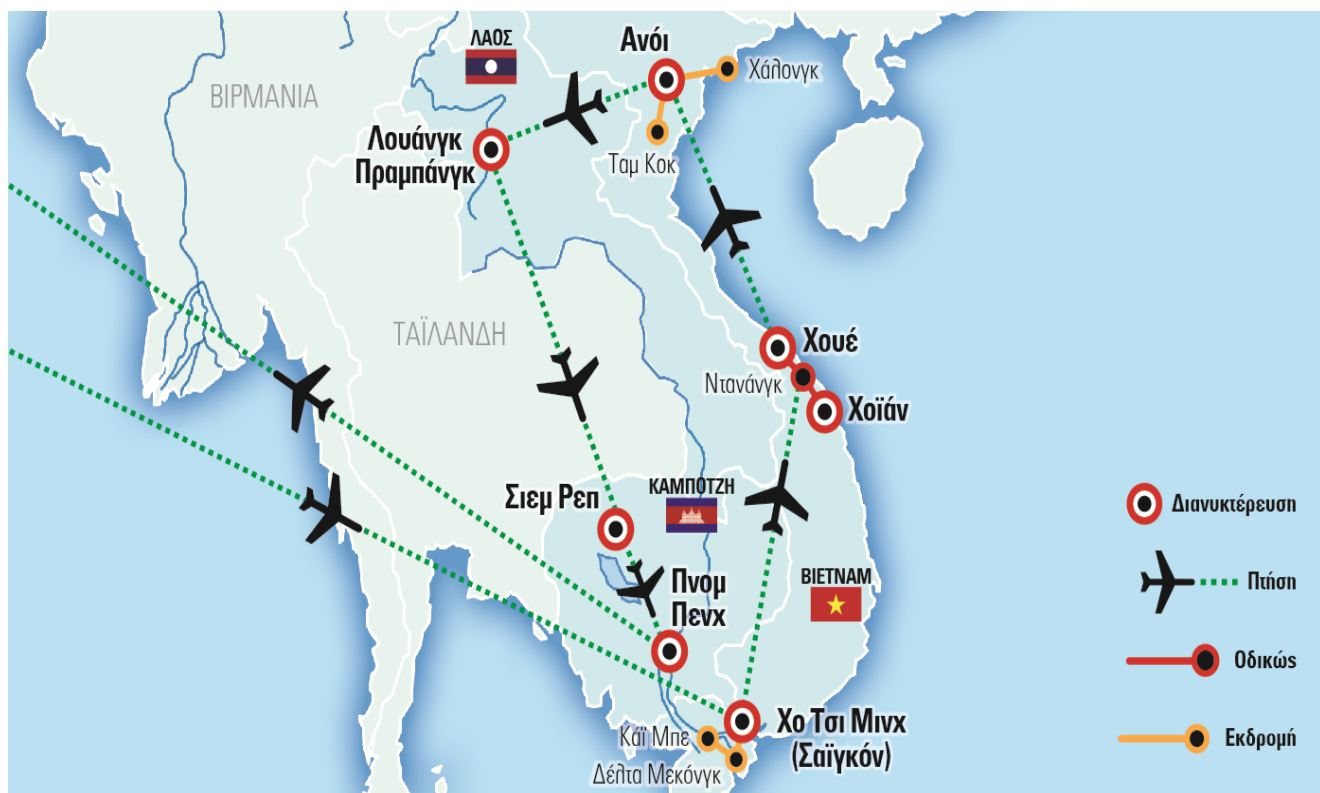 ΛΑΟΣ
Ανόι
Χάλονγκ
ΒΙΡΜΑΝΙΑ
Λουάνγκ
Πραμπάνγκ
Ταμ Κοκ
ΤΑΪΛΑΝΔΗ
Χουέ
Ντανάνγκ
Χοϊάν
Σιεμ Ρεπ
ΚΑΜΠΟΤΖΗ
Πνομ
Πενχ
ΒΙΕΤΝΑΜ
Χο Τσι Μινχ
(Σαϊγκόν)
Κάϊ Μπε
Δέλτα Μεκόνγκ
Διανυκτέρευση
Πτήση
Οδικώς
Εκδρομή